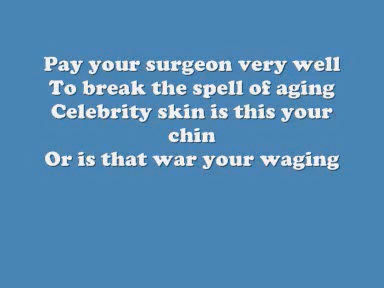 Pay your surgeon very well
To break the spell of aging
Celebrity skin is this your
chin
Or is that war your waging